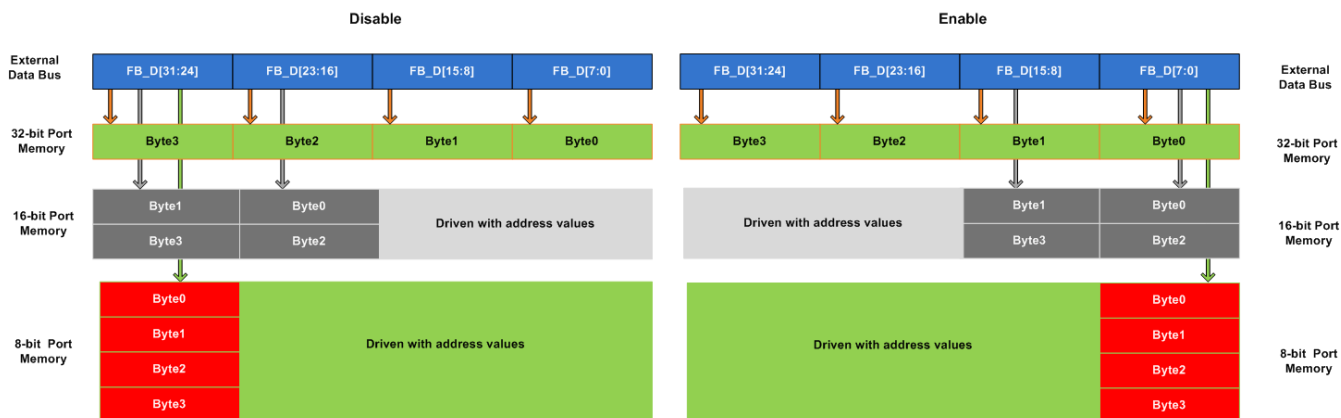 Disable
Enable
External
Data Bus
FB_D[31:24]
FB_D[23:16]
FB_D[15:8]
FB_D[7:0]
FB_D[31:24]
FB_D[23:16]
FB_D[15:8]
FB_D[7:0]
External
Data Bus
32-bit Port
Memory
Byte3
Byte2
Byte1
Byte0
Byte3
Byte2
Byte1
Byte0
32-bit Port
Memory
16-bit Port
Memory
Byte1
Byte0
Byte3
Byte2
Driven with address values
Driven with address values
Byte1
Byte0
Byte3
Byte2
16-bit Port
Memory
8-bit Port
Memory
Byte0
Byte1
Byte2
Byte3
Driven with address values
Driven with address values
Byte0
Byte1
Byte2
Byte3
8-bit Port
Memory